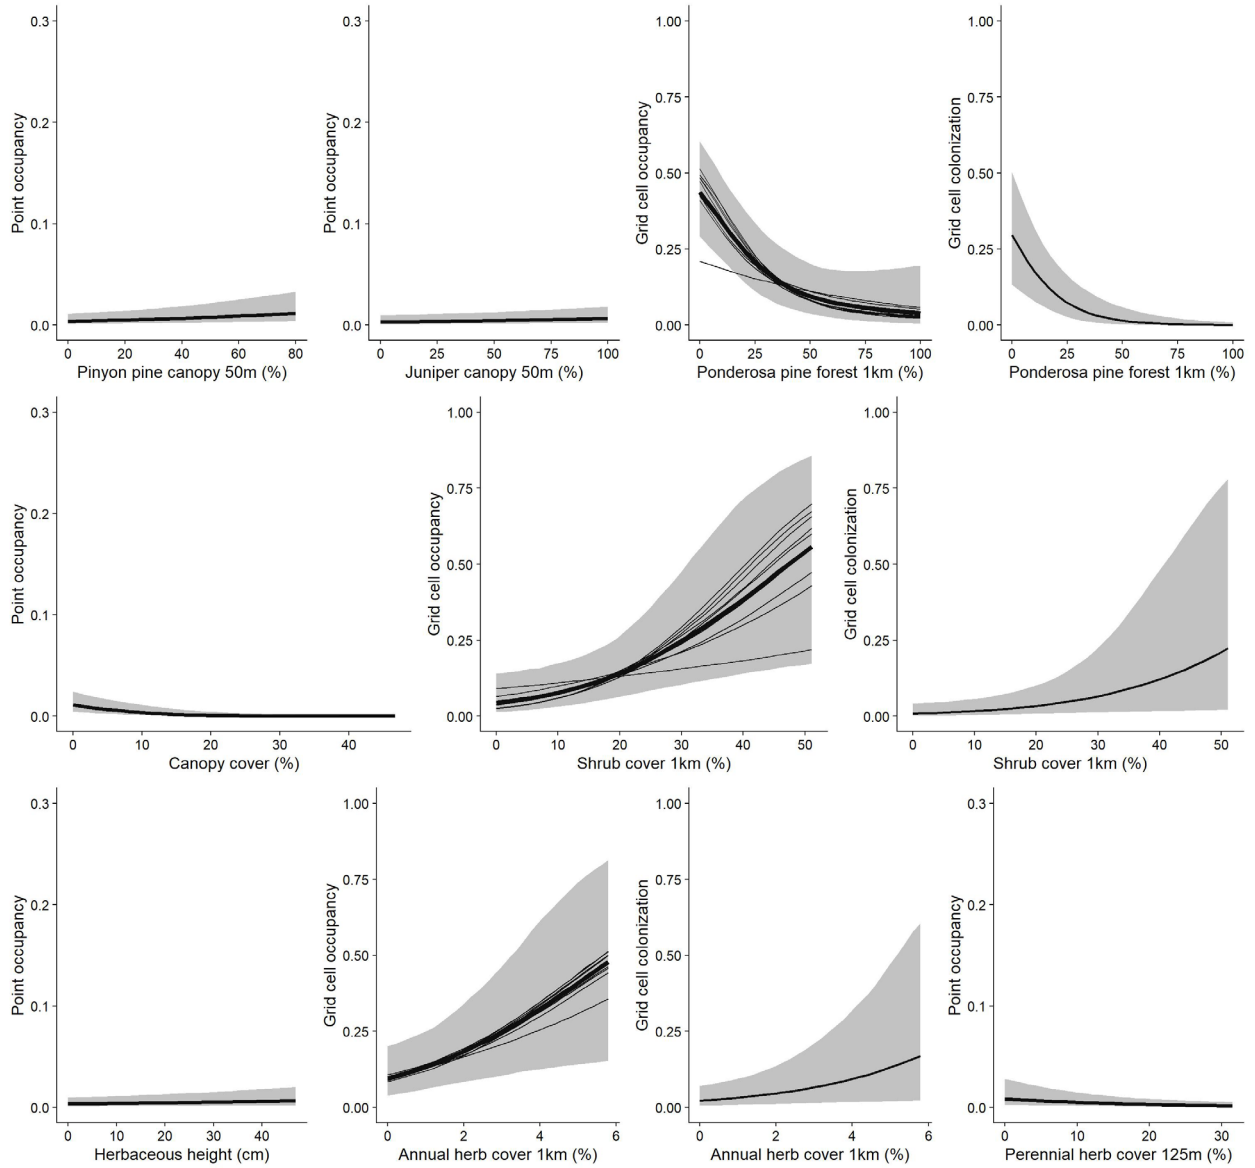 0.3
0.2
0.1
0.0
Point occupancy
0 20 40 60 80
Pinyon pine canopy 50m (%)
0.3
0.2
0.1
0.0
Point occupancy
0 25 50 75 100
Juniper canopy 50m (%)
1.00
0.75
0.50
0.25
0.00
Grid cell occupancy
0 25 50 75 100
Ponderosa pine forest 1km (%)
1.00
0.75
0.50
0.25
0.00
Grid cell colonization
0 25 50 75 100
Ponderosa pine forest 1km (%)
0.3
0.2
0.1
0.0
Point occupancy
0 10 20 30 40
Canopy cover (%)
1.00
0.75
0.50
0.25
0.00
Grid cell occupancy
0 10 20 30 40 50
Shrub cover 1km (%)
1.00
0.75
0.50
0.25
0.00
Grid cell colonization
0 10 20 30 40 50
Shrub cover 1km (%)
0.3
0.2
0.1
0.0
Point occupancy
0 10 20 30 40
Herbaceous height (cm)
1.00
0.75
0.50
0.25
0.00
Grid cell occupancy
0 2 4 6
Annual herb cover 1km (%)
1.00
0.75
0.50
0.25
0.00
Grid cell colonization
0 2 4 6
Annual herb cover 1km (%)
0.3
0.2
0.1
0.0
Point occupancy
0 10 20 30
Perennial herb cover 125m (%)